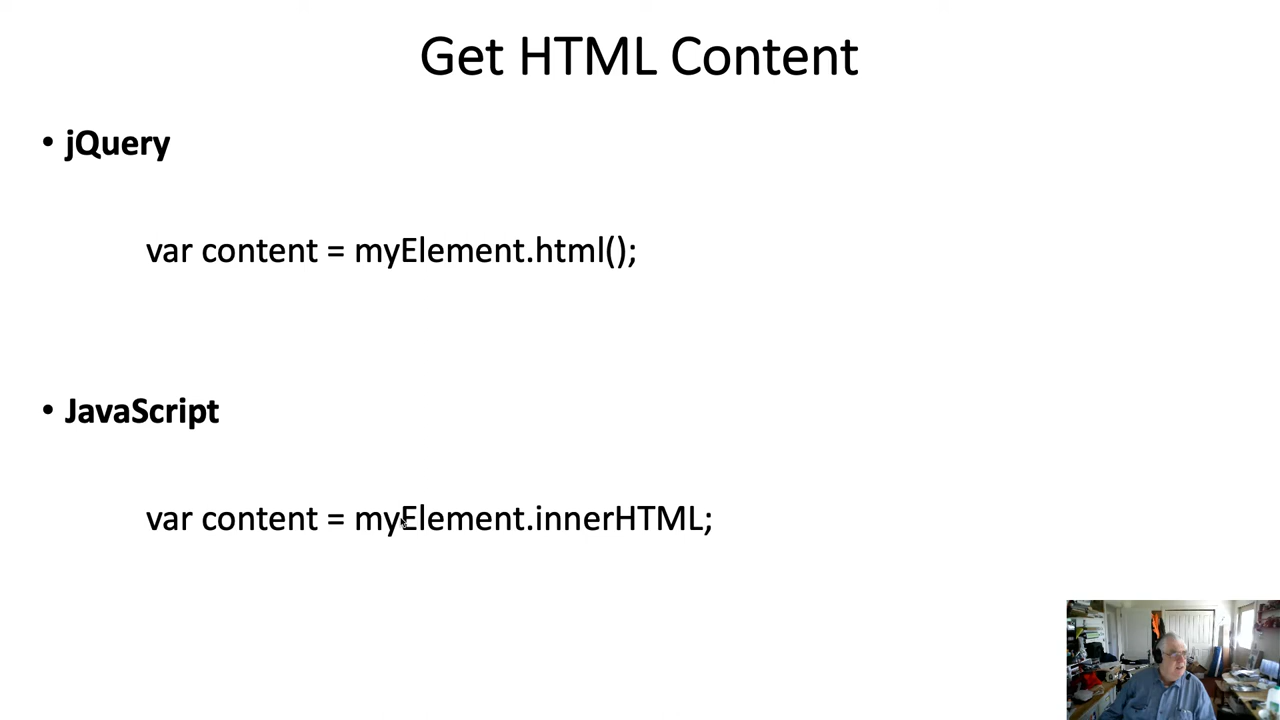 Get HTML Content
• jQuery
var content = myElement.html();
• JavaScript
var content = myElement.innerHTML;